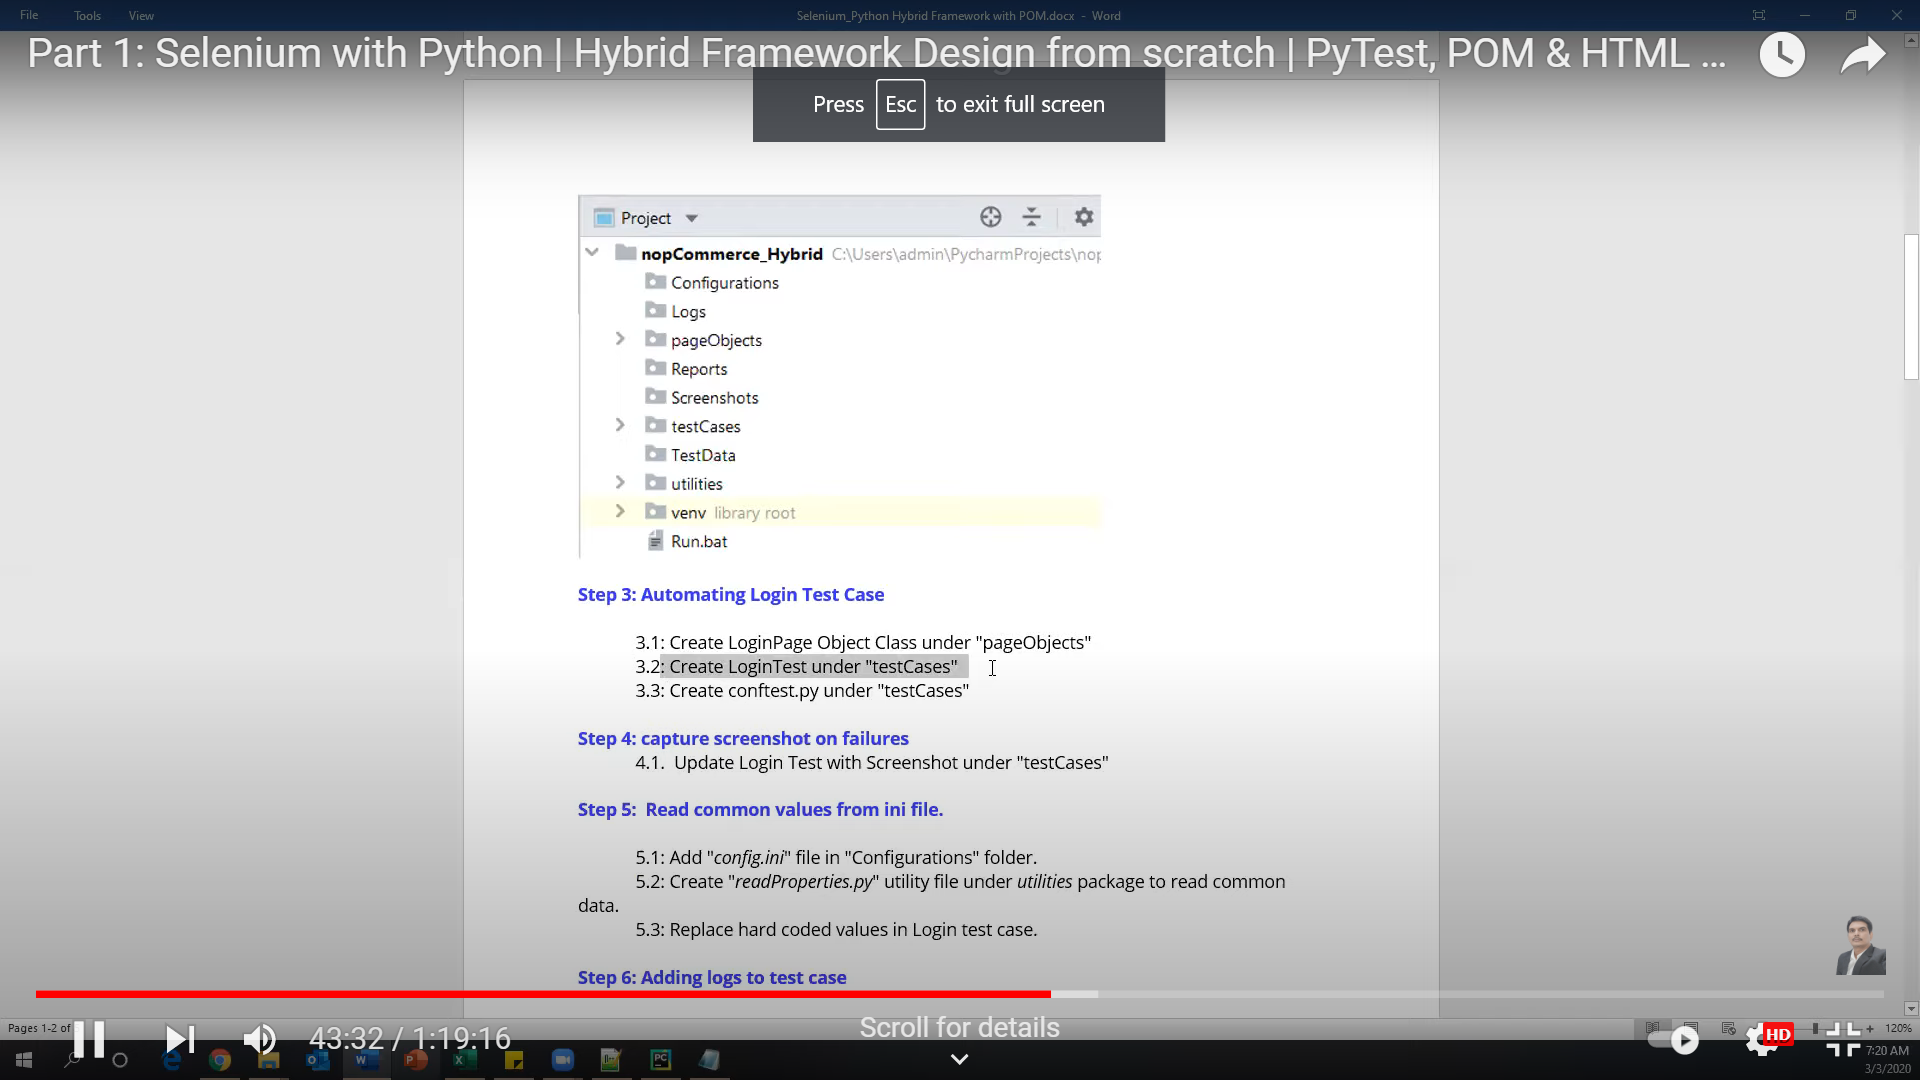 File Tools View Selenium_Python Hybrid Framework with POM.docx - Word
Part 1: Selenium with Python | Hybrid Framework Design from scratch | PyTest, POM & HTML ...
Press Esc to exit full screen
Project
nopCommerce_Hybrid C:\Users\admin\PycharmProjects\nop
Configurations
Logs
pageObjects
Reports
Screenshots
testCases
TestData
utilities
venv library root
Run.bat
Step 3: Automating Login Test Case
3.1: Create LoginPage Object Class under "pageObjects"
3.2: Create LoginTest under "testCases"
3.3: Create conftest.py under "testCases"
Step 4: capture screenshot on failures
4.1. Update Login Test with Screenshot under "testCases"
Step 5: Read common values from ini file.
5.1: Add "config.ini" file in "Configurations" folder.
5.2: Create "readProperties.py" utility file under utilities package to read common
data.
5.3: Replace hard coded values in Login test case.
Step 6: Adding logs to test case
Pages 1-2 of
43:32 / 1:19:16
Scroll for details
HD
120%
7:20 AM
3/3/2020